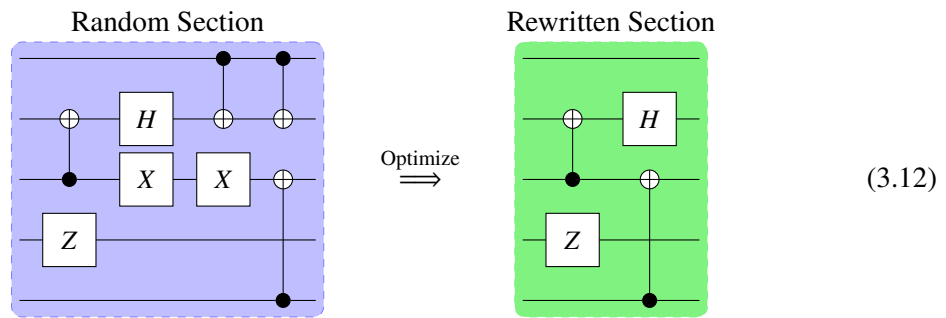 Random Section
Rewritten Section
H
H
Optimize
⟹
X
X
(3.12)
Z
Z